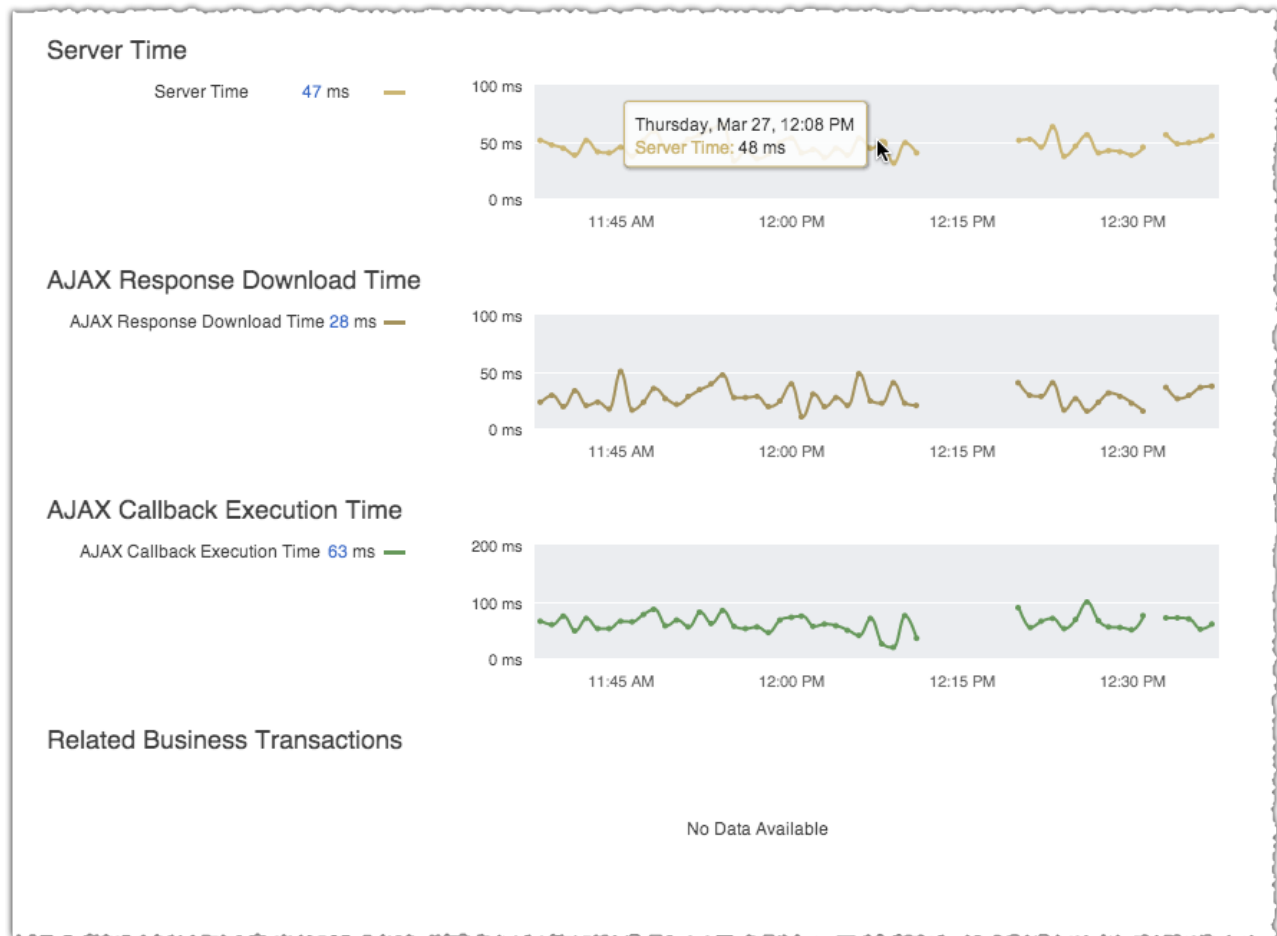 Server Time
Server Time 47 ms
100 ms
Thursday, Mar 27, 12:08 PM
Server Time: 48 ms
50 ms
0 ms
11:45 AM 12:00 PM 12:15 PM 12:30 PM
AJAX Response Download Time
AJAX Response Download Time 28 ms
100 ms
50 ms
0 ms
11:45 AM 12:00 PM 12:15 PM 12:30 PM
AJAX Callback Execution Time
AJAX Callback Execution Time 63 ms
200 ms
100 ms
0 ms
11:45 AM 12:00 PM 12:15 PM 12:30 PM
Related Business Transactions
No Data Available